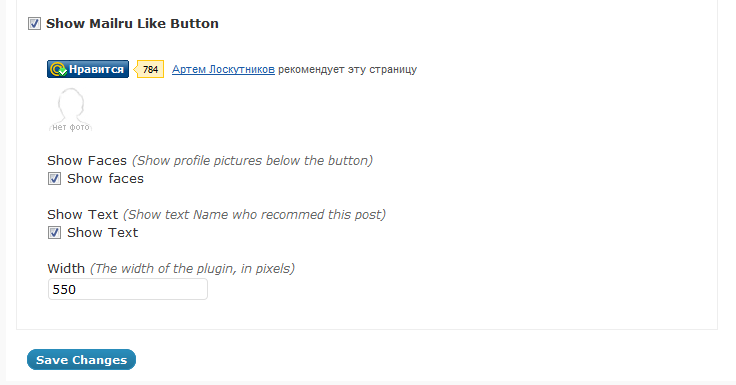 Show Mailru Like Button
Нравится 784 Артем Лоскутников рекомендует эту страницу
нет фото
Show Faces (Show profile pictures below the button)
Show faces
Show Text (Show text Name who recommed this post)
Show Text
Width (The width of the plugin, in pixels)
550
Save Changes